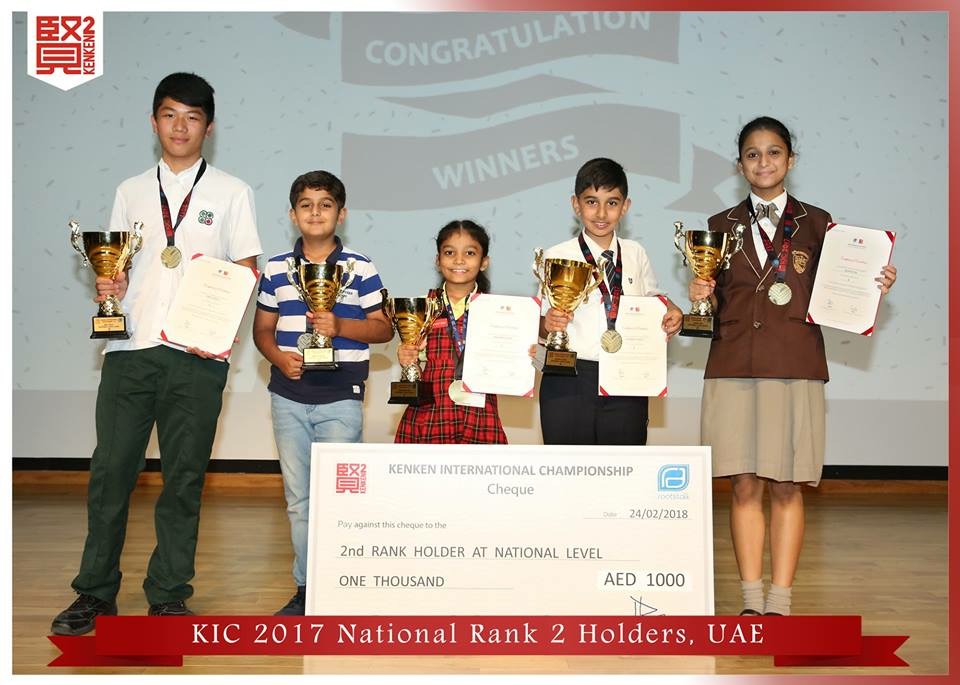 賢2
KENKEN
CONGRATULATION
WINNERS
賢2
KENKEN
KENKEN INTERNATIONAL CHAMPIONSHIP
Cheque
rootstalk
Date : 24/02/2018
Pay against this cheque to the
2nd RANK HOLDER AT NATIONAL LEVEL
ONE THOUSAND
AED 1000
KIC 2017 National Rank 2 Holders, UAE